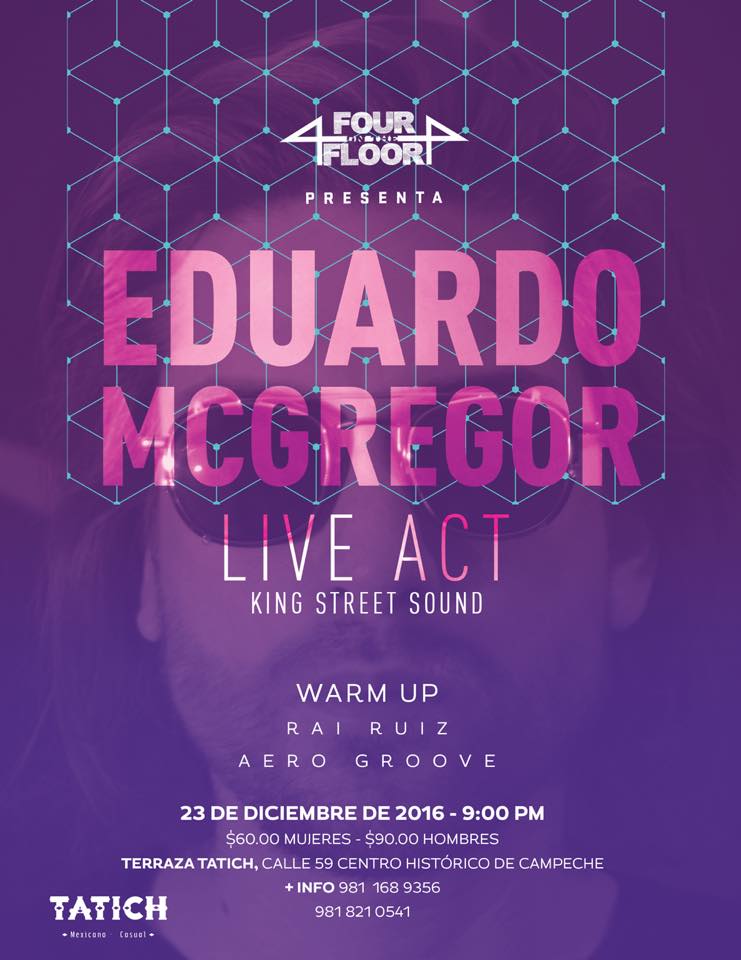 FOUR
ON THE
FLOOR
PRESENTA
EDUARDO
MCGREGOR
LIVE ACT
KING STREET SOUND
WARM UP
RAI RUIZ
AERO GROOVE
23 DE DICIEMBRE DE 2016 - 9:00 PM
$60.00 MUJERES - $90.00 HOMBRES
TERRAZA TATICH, CALLE 59 CENTRO HISTÓRICO DE CAMPECHE
+ INFO 981 168 9356
981 821 0541
TATICH
Mexicano · Casual